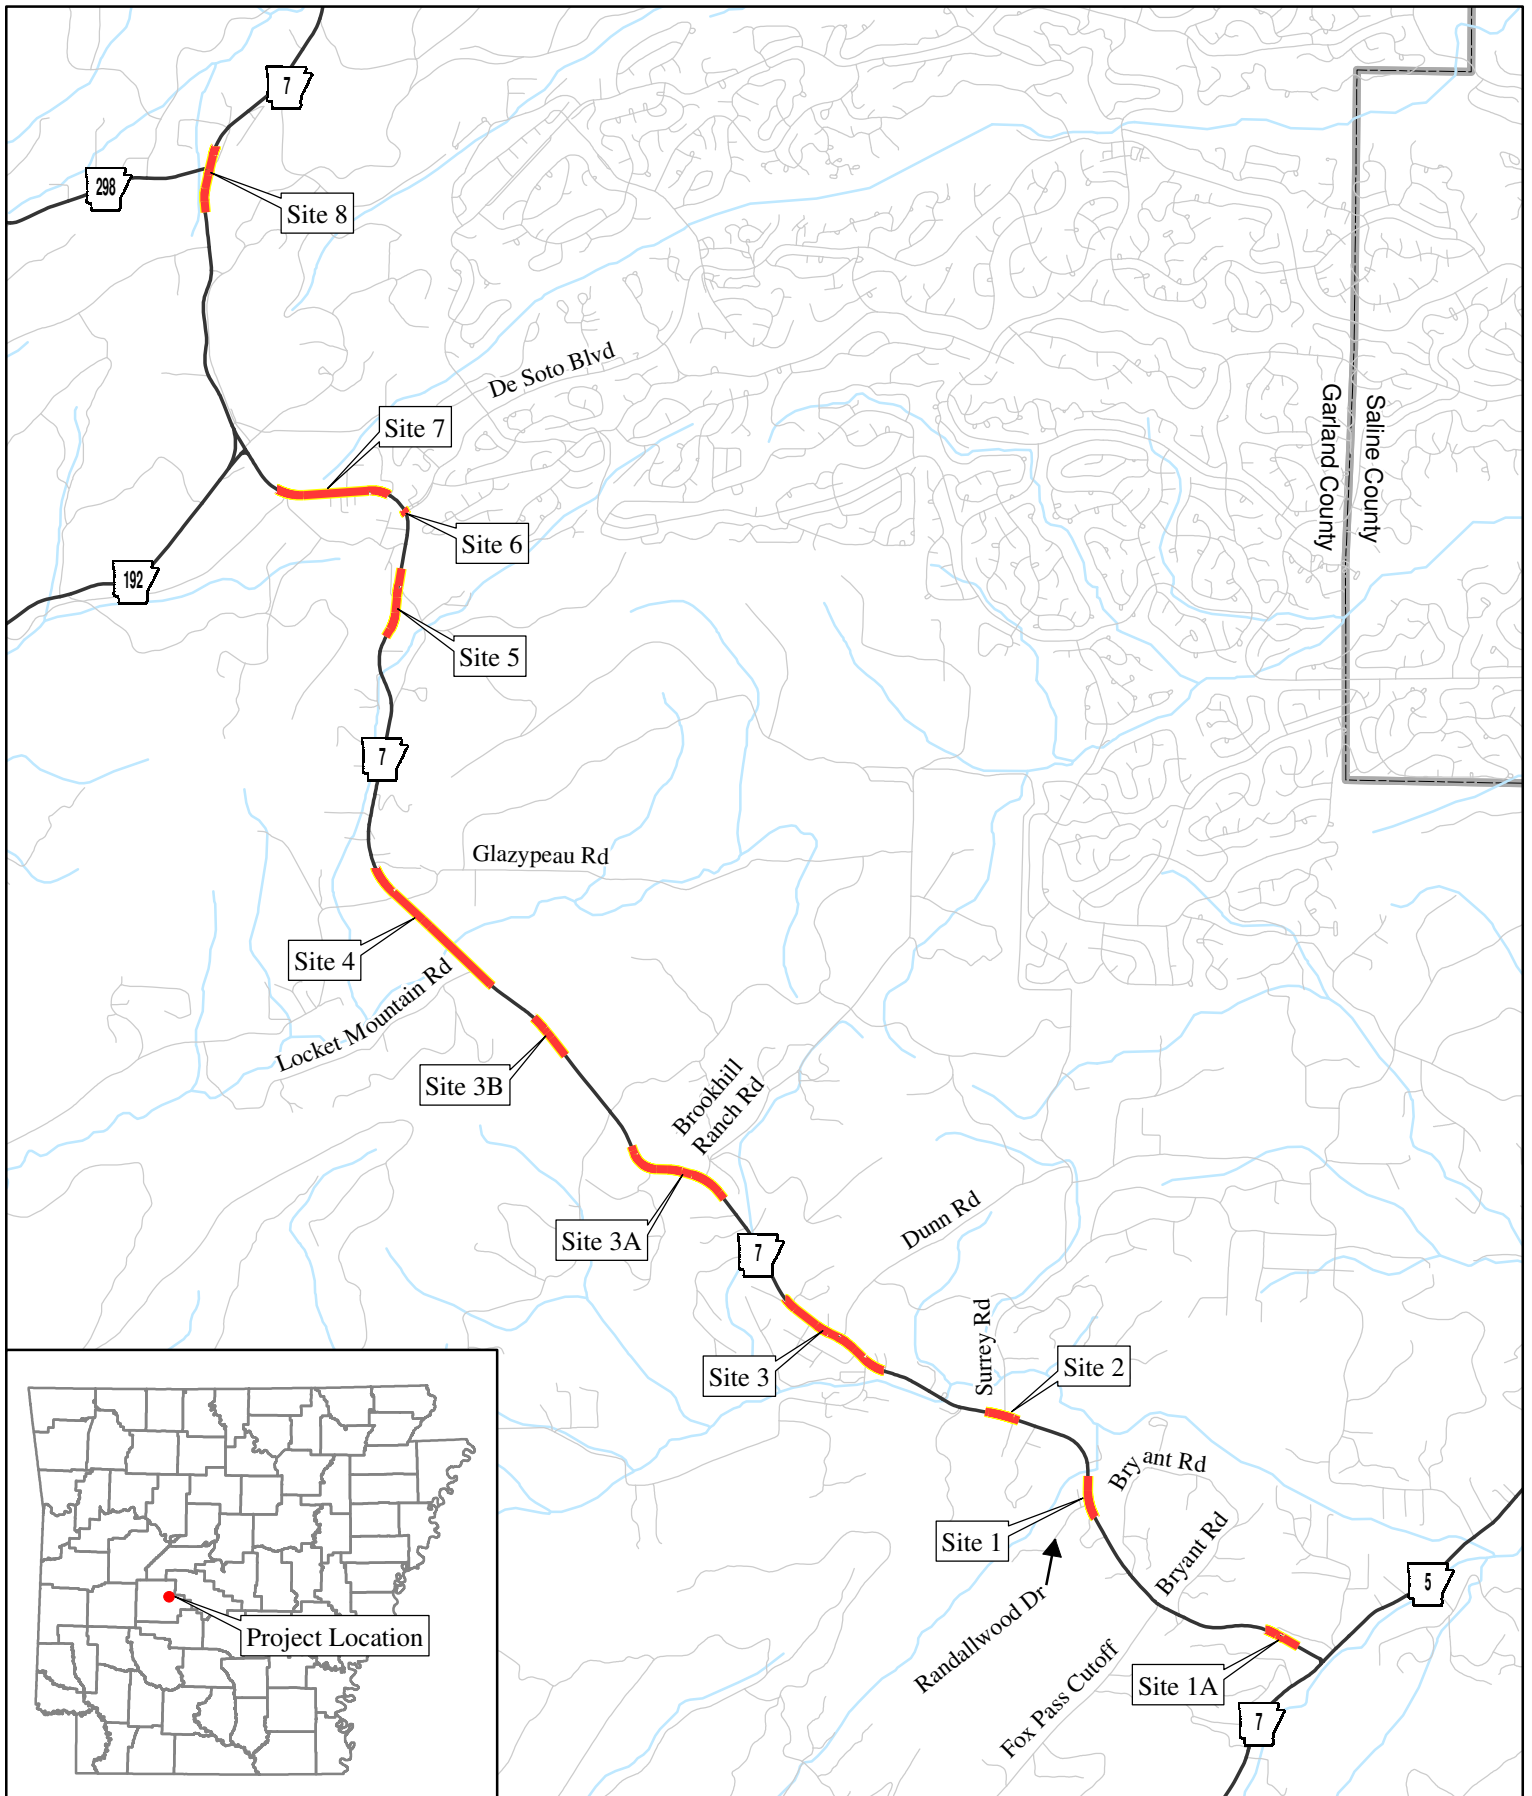 7
298
Site 8
De Soto Blvd
Site 7
Garland County
Saline County
Site 6
192
Site 5
7
Glazypeau Rd
Site 4
Locket Mountain Rd
Site 3B
Brookhill
Ranch Rd
Site 3A
7
Dunn Rd
Surrey Rd
Site 2
Site 3
Bryant Rd
Site 1
Bryant Rd
5
Randallwood Dr
Project Location
Fox Pass Cutoff
Site 1A
7